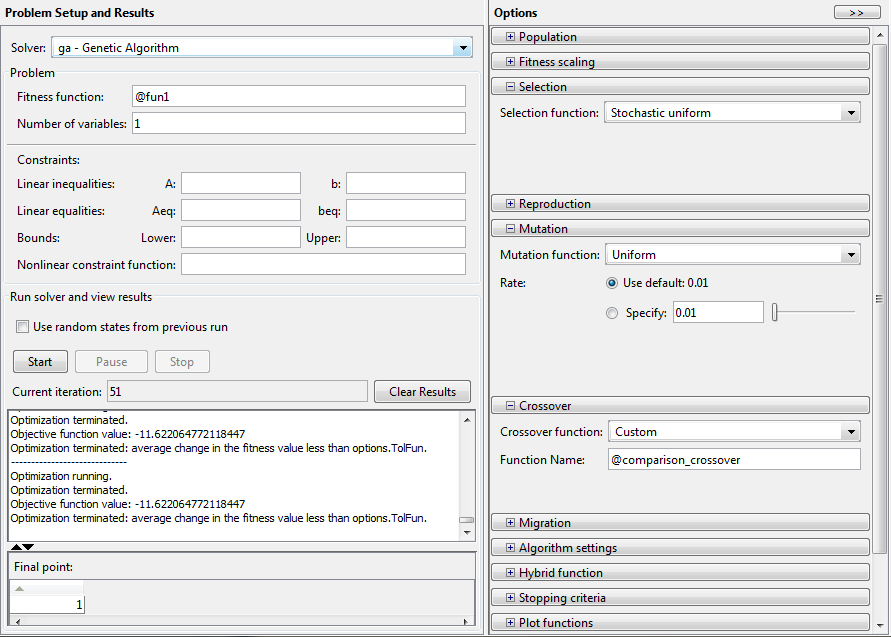 Problem Setup and Results
Solver: ga - Genetic Algorithm
Problem
Fitness function: @fun1
Number of variables: 1
Constraints:
Linear inequalities: A: b:
Linear equalities: Aeq: beq:
Bounds: Lower: Upper:
Nonlinear constraint function:
Run solver and view results
Use random states from previous run
Start Pause Stop
Current iteration: 51 Clear Results
Optimization terminated.
Objective function value: -11.622064772118447
Optimization terminated: average change in the fitness value less than options.TolFun.
----------------------------
Optimization running.
Optimization terminated.
Objective function value: -11.622064772118447
Optimization terminated: average change in the fitness value less than options.TolFun.
Final point:
1
Options >>
Population
Fitness scaling
Selection
Selection function: Stochastic uniform
Reproduction
Mutation
Mutation function: Uniform
Rate: Use default: 0.01
Specify: 0.01
Crossover
Crossover function: Custom
Function Name: @comparison_crossover
Migration
Algorithm settings
Hybrid function
Stopping criteria
Plot functions